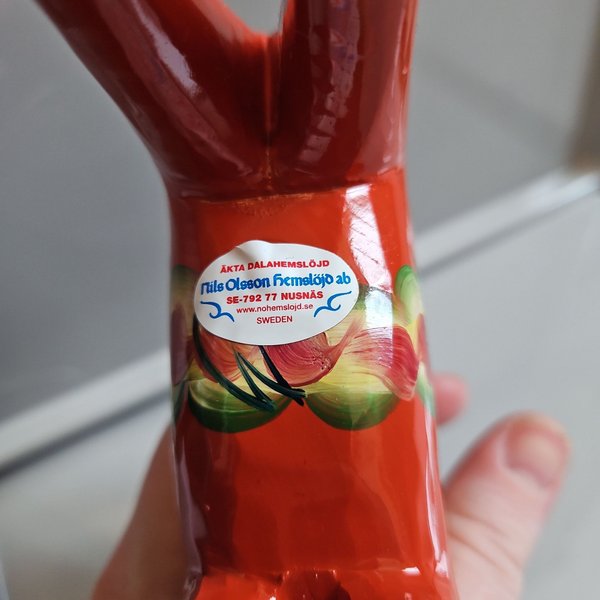 ÄKTA DALAHEMSLÖJD
Nils Olsson Hemslöjd ab
SE-792 77 NUSNÄS
www.nohemslojd.se
SWEDEN